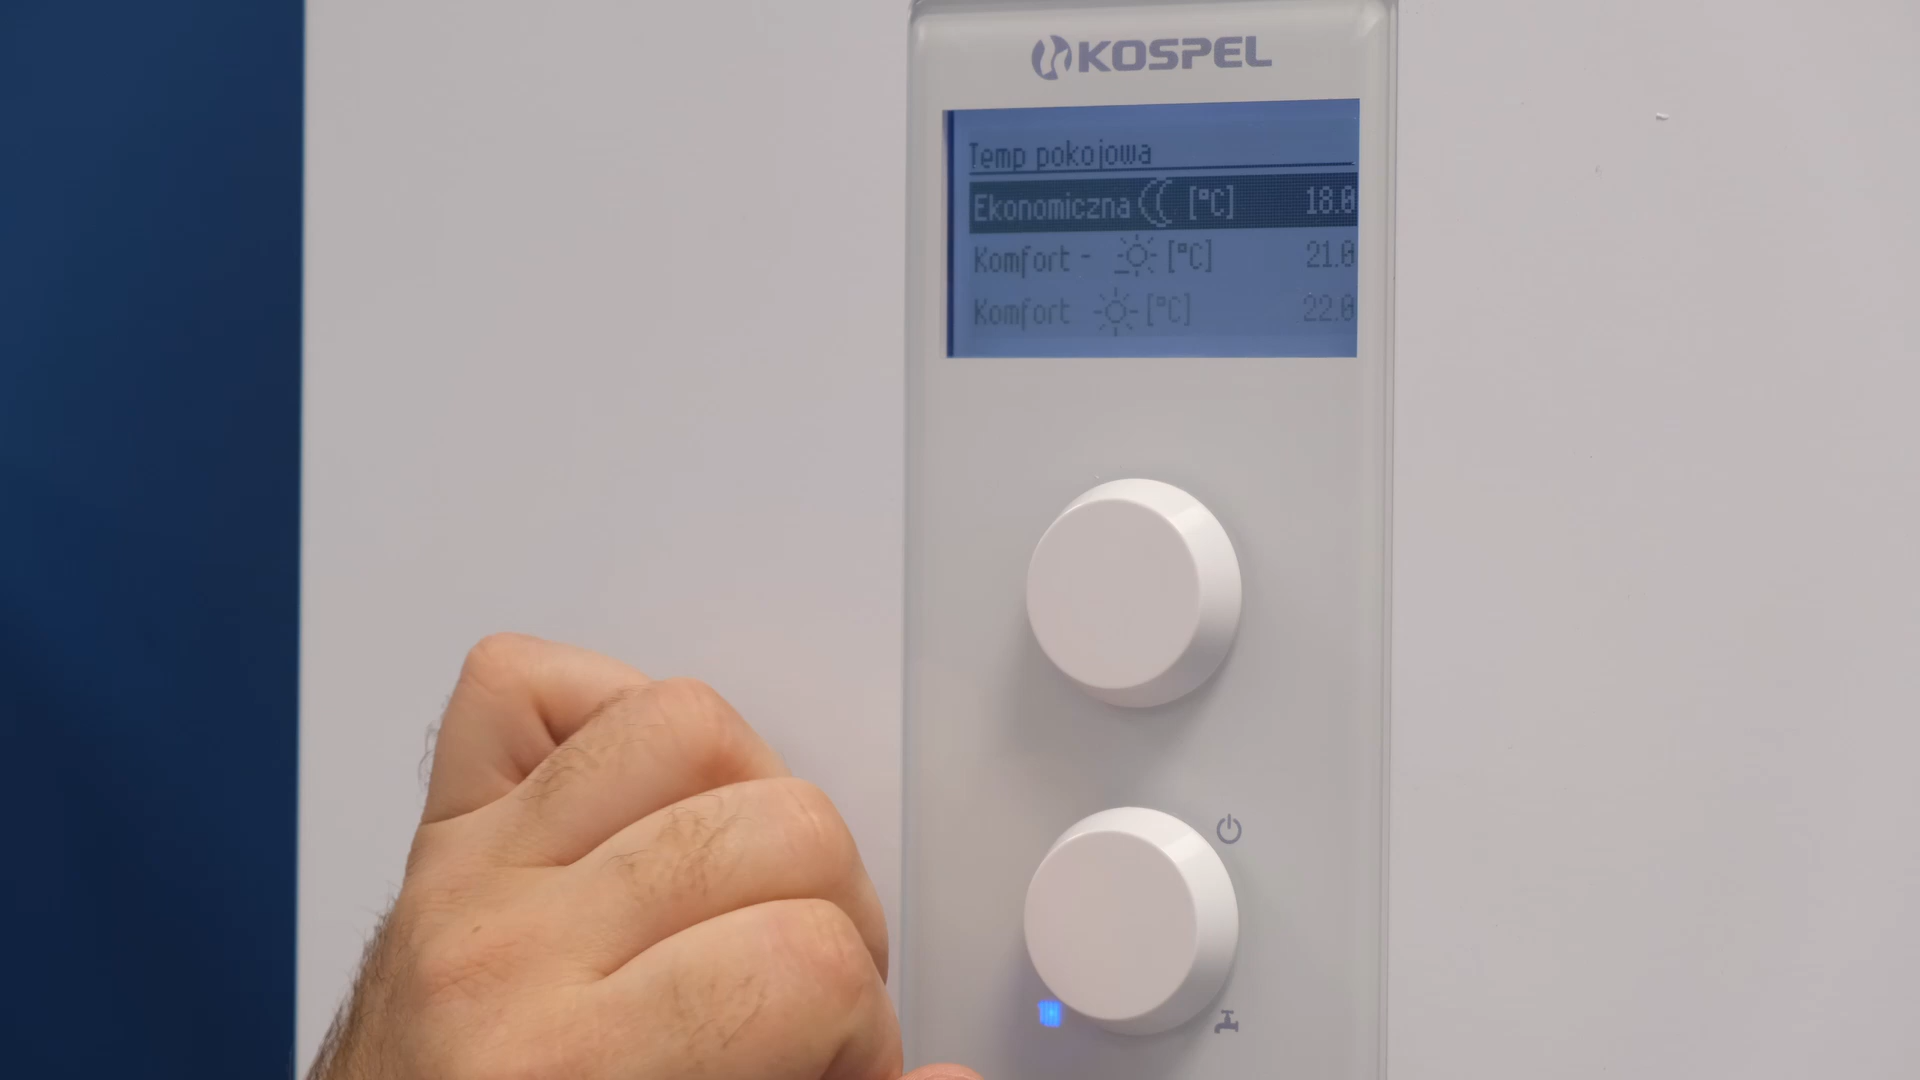 KOSPEL
Temp pokojowa
Ekonomiczna [°C] 18.0
Komfort - [°C] 21.0
Komfort [°C] 22.0